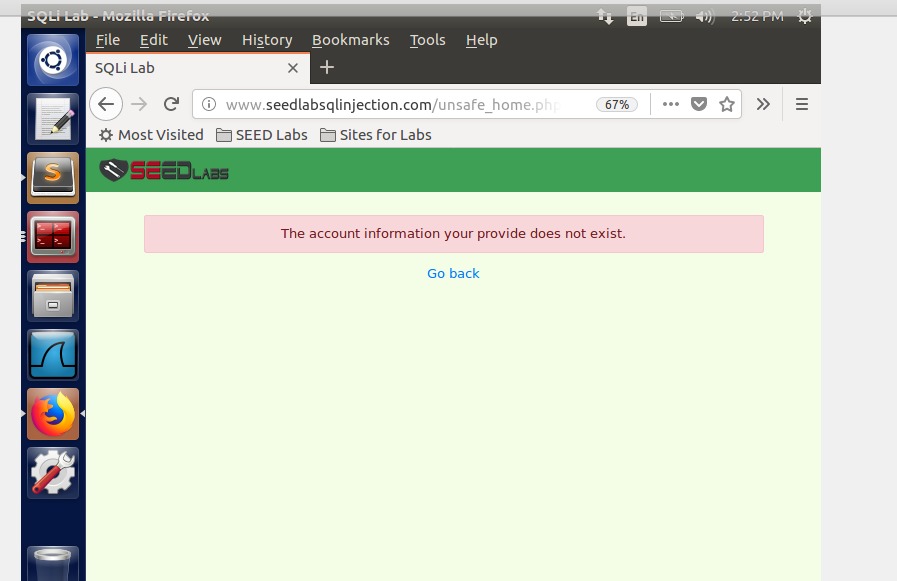 SQLi Lab - Mozilla Firefox En 2:52 PM
File Edit View History Bookmarks Tools Help
SQLi Lab
www.seedlabsqlinjection.com/unsafe_home.php 67%
Most Visited SEED Labs Sites for Labs
SEEDLABS
The account information your provide does not exist.
Go back